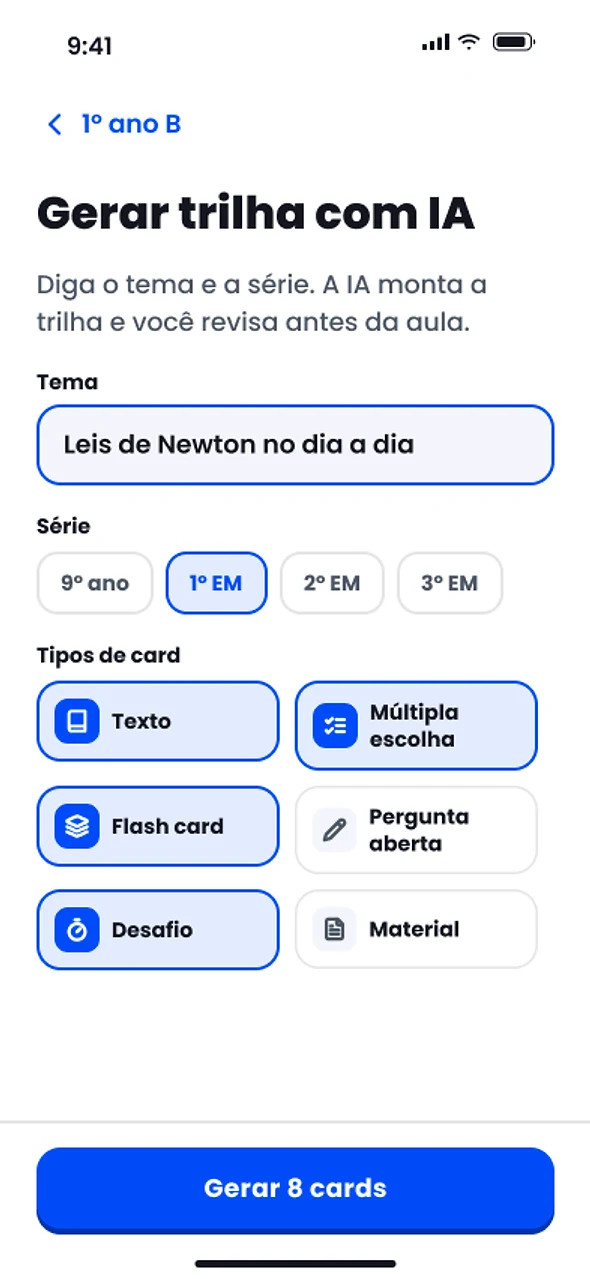 9:41
1º ano B
Gerar trilha com IA
Diga o tema e a série. A IA monta a
trilha e você revisa antes da aula.
Tema
Leis de Newton no dia a dia
Série
9º ano 1º EM 2º EM 3º EM
Tipos de card
Texto
Múltipla
escolha
Flash card
Pergunta
aberta
Desafio
Material
Gerar 8 cards